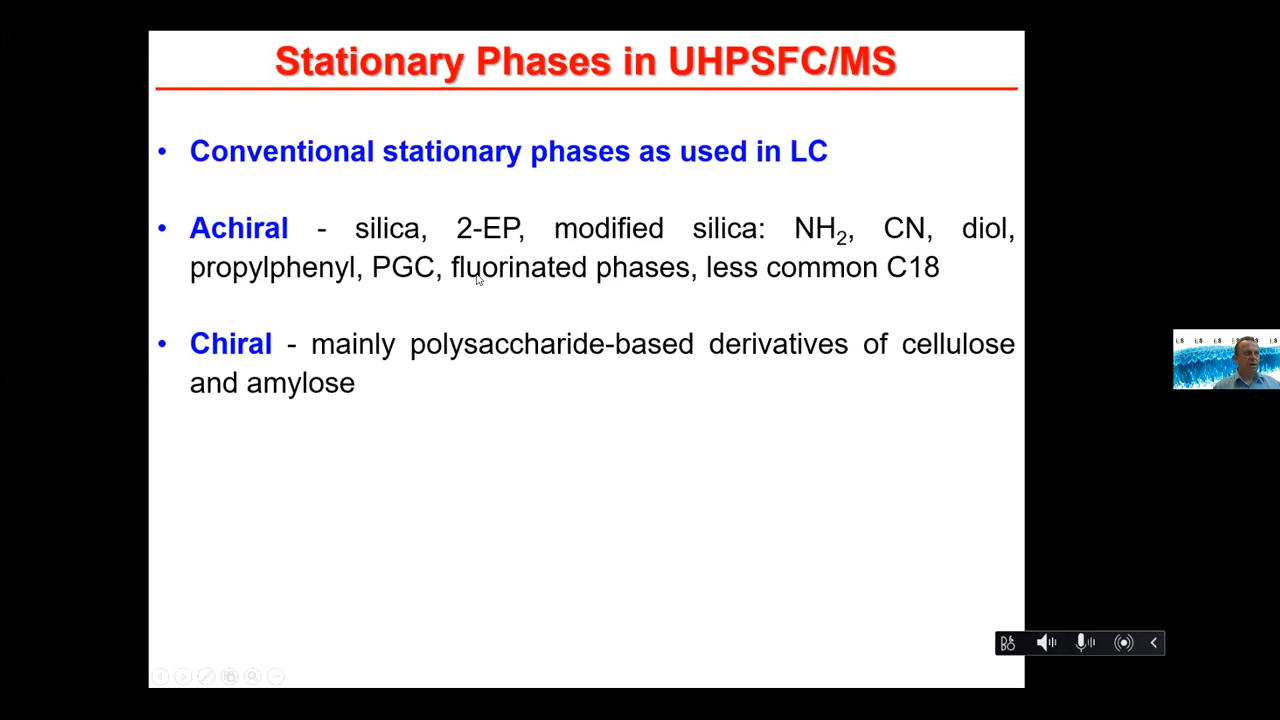 Stationary Phases in UHPSFC/MS
• Conventional stationary phases as used in LC
• Achiral - silica, 2-EP, modified silica: NH₂, CN, diol,
propylphenyl, PGC, fluorinated phases, less common C18
• Chiral - mainly polysaccharide-based derivatives of cellulose
and amylose